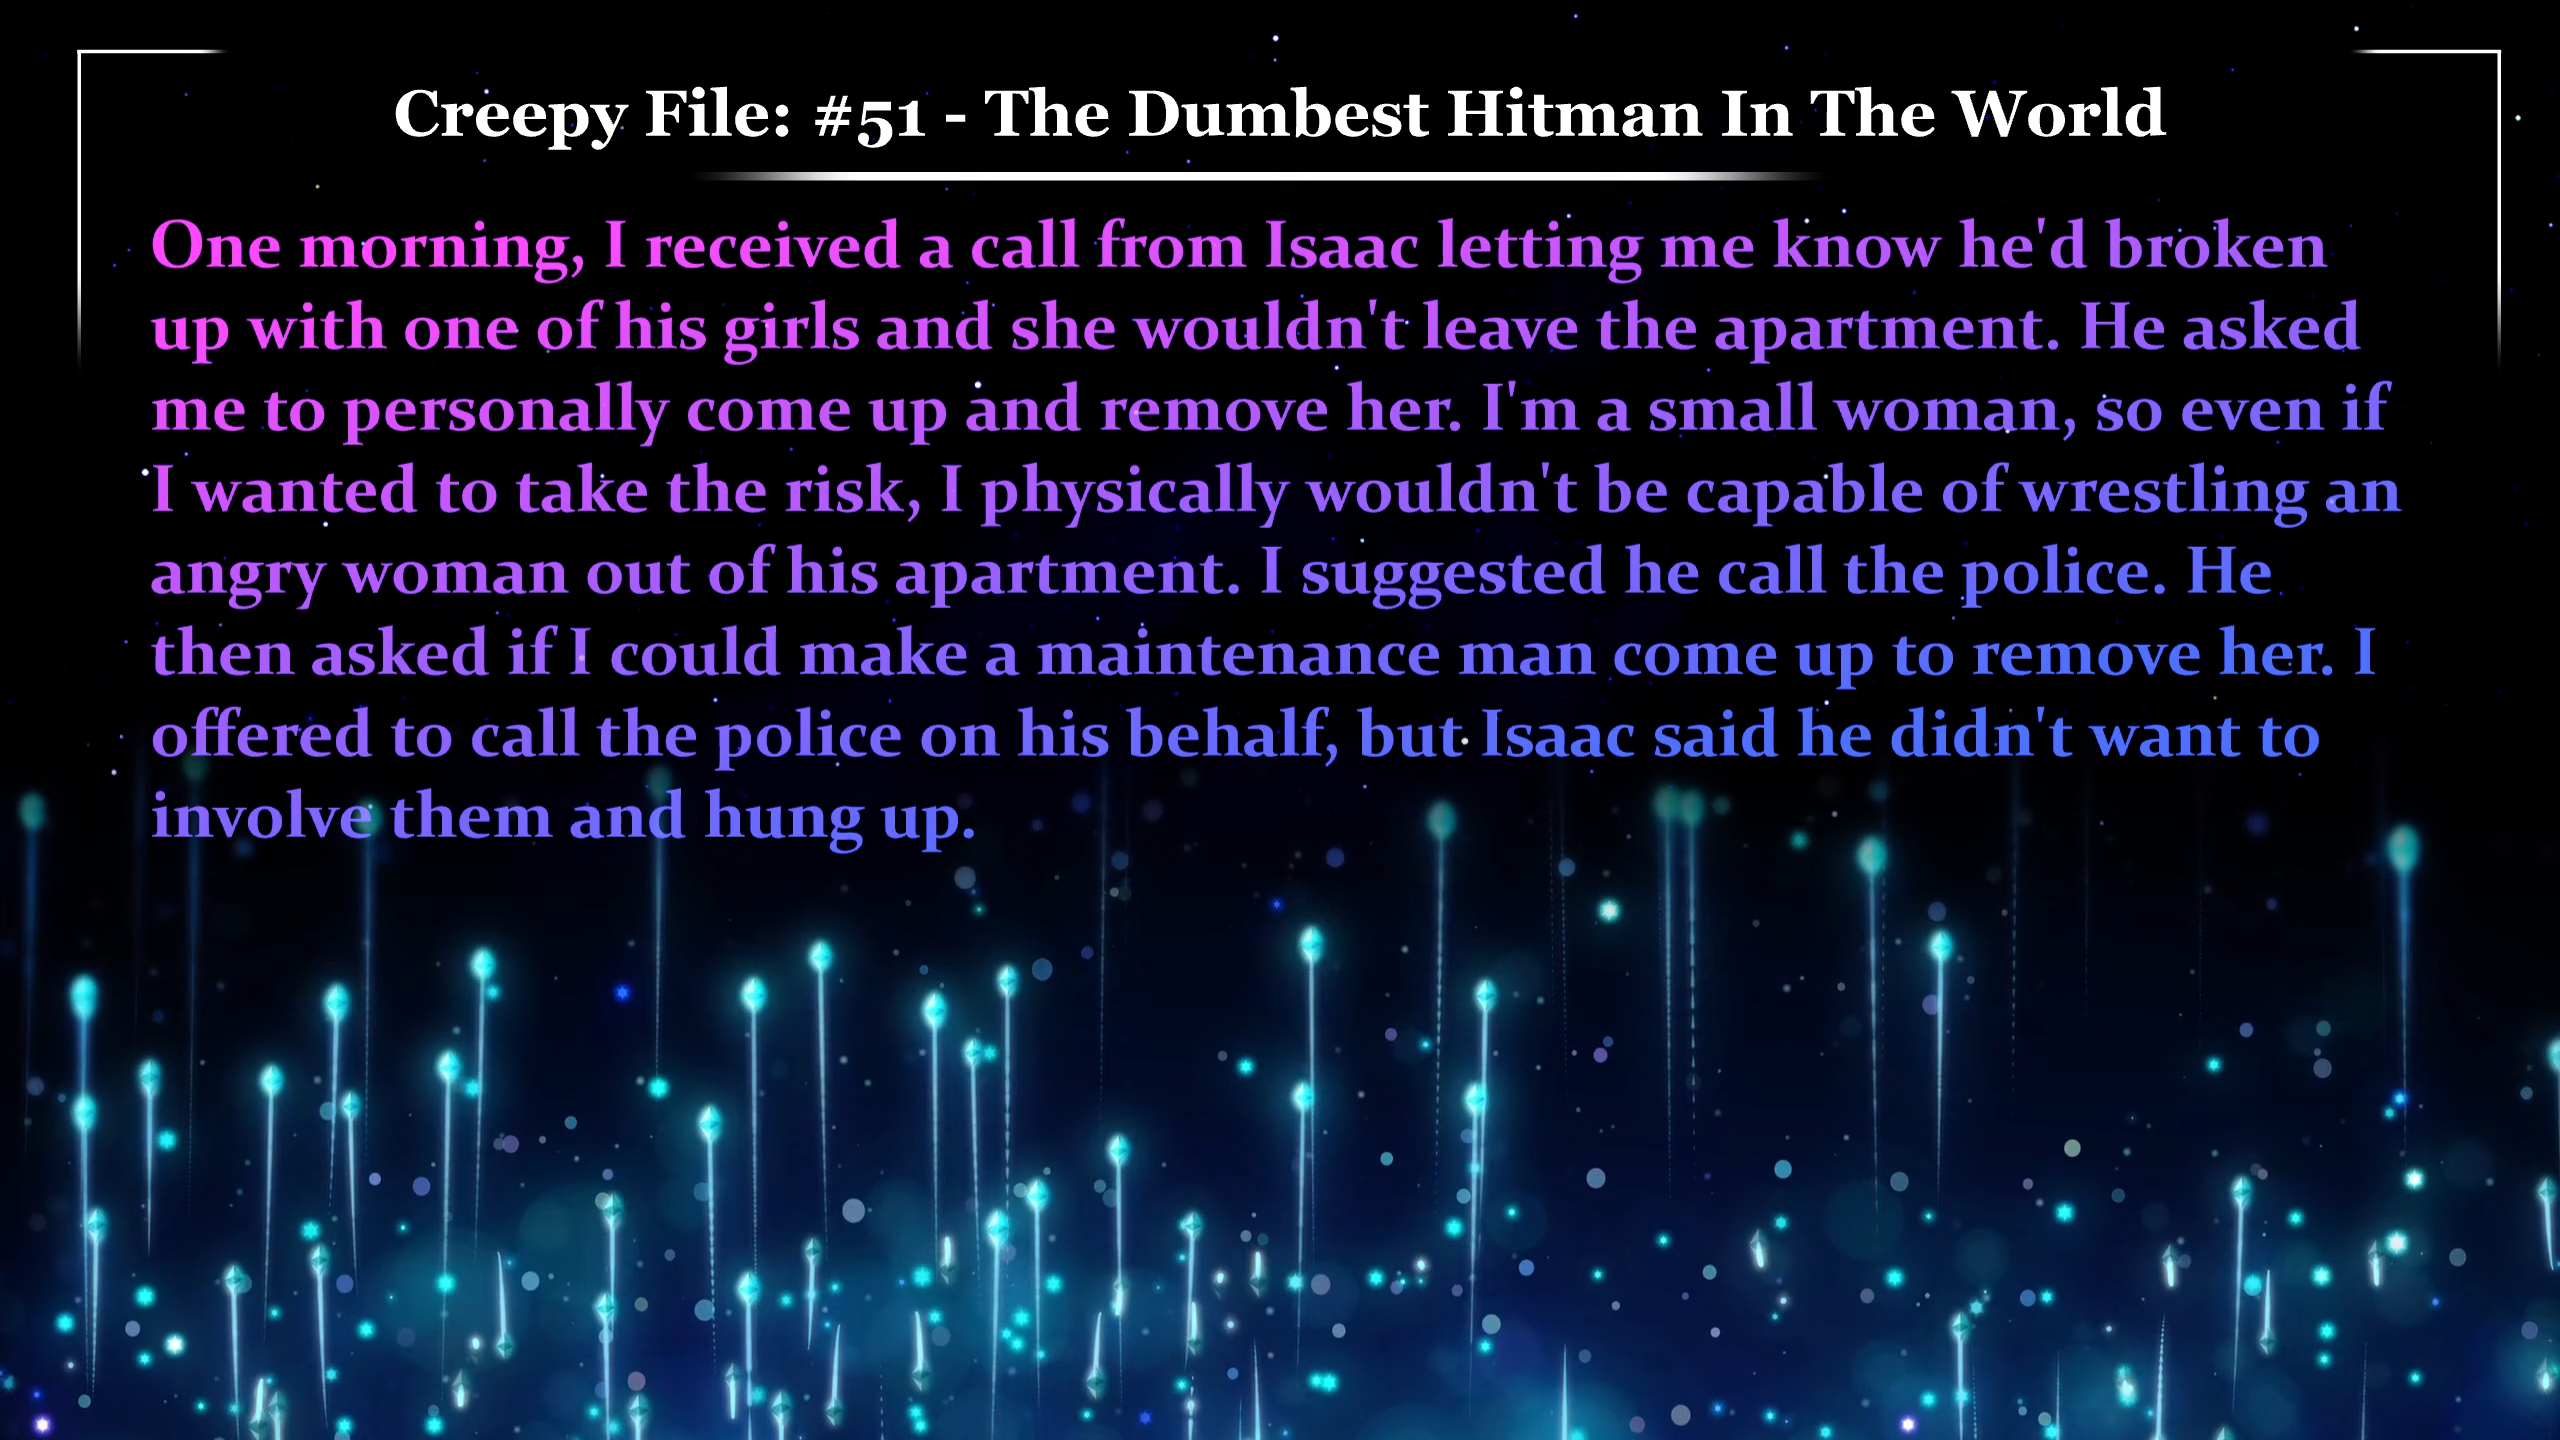 Creepy File: #51 - The Dumbest Hitman In The World
One morning, I received a call from Isaac letting me know he'd broken
up with one of his girls and she wouldn't leave the apartment. He asked
me to personally come up and remove her. I'm a small woman, so even if
I wanted to take the risk, I physically wouldn't be capable of wrestling an
angry woman out of his apartment. I suggested he call the police. He
then asked if I could make a maintenance man come up to remove her. I
offered to call the police on his behalf, but Isaac said he didn't want to
involve them and hung up.